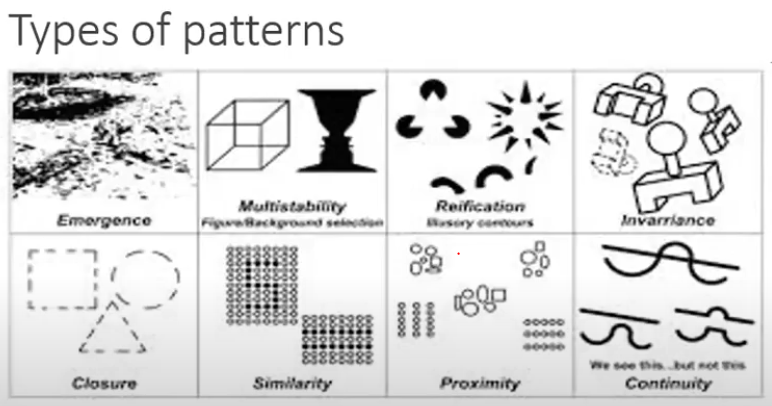 Types of patterns
Emergence
Multistability
Figure/Background selection
Reification
Illusory contours
Invarriance
Closure
Similarity
Proximity
We see this...but not this
Continuity